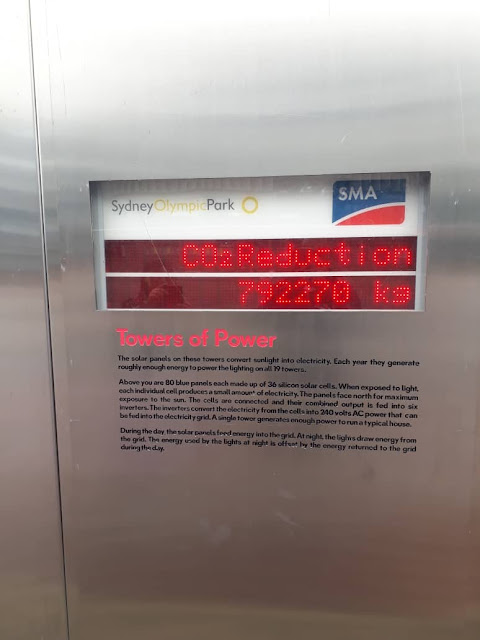 SydneyOlympicPark
SMA
CO2Reduction
792270 kg
Towers of Power
The solar panels on these towers convert sunlight into electricity. Each year they generate
roughly enough energy to power the lighting on all 19 towers.
Above you are 80 blue panels each made up of 36 silicon solar cells. When exposed to light,
each individual cell produces a small amount of electricity. The panels face north for maximum
exposure to the sun. The cells are connected and their combined output is fed into six
inverters. The inverters convert the electricity from the cells into 240 volts AC power that can
be fed into the electricity grid. A single tower generates enough power to run a typical house.
During the day, the solar panels feed energy into the grid. At night, the lights draw energy from
the grid. The energy used by the lights at night is offset by the energy returned to the grid
during the day.